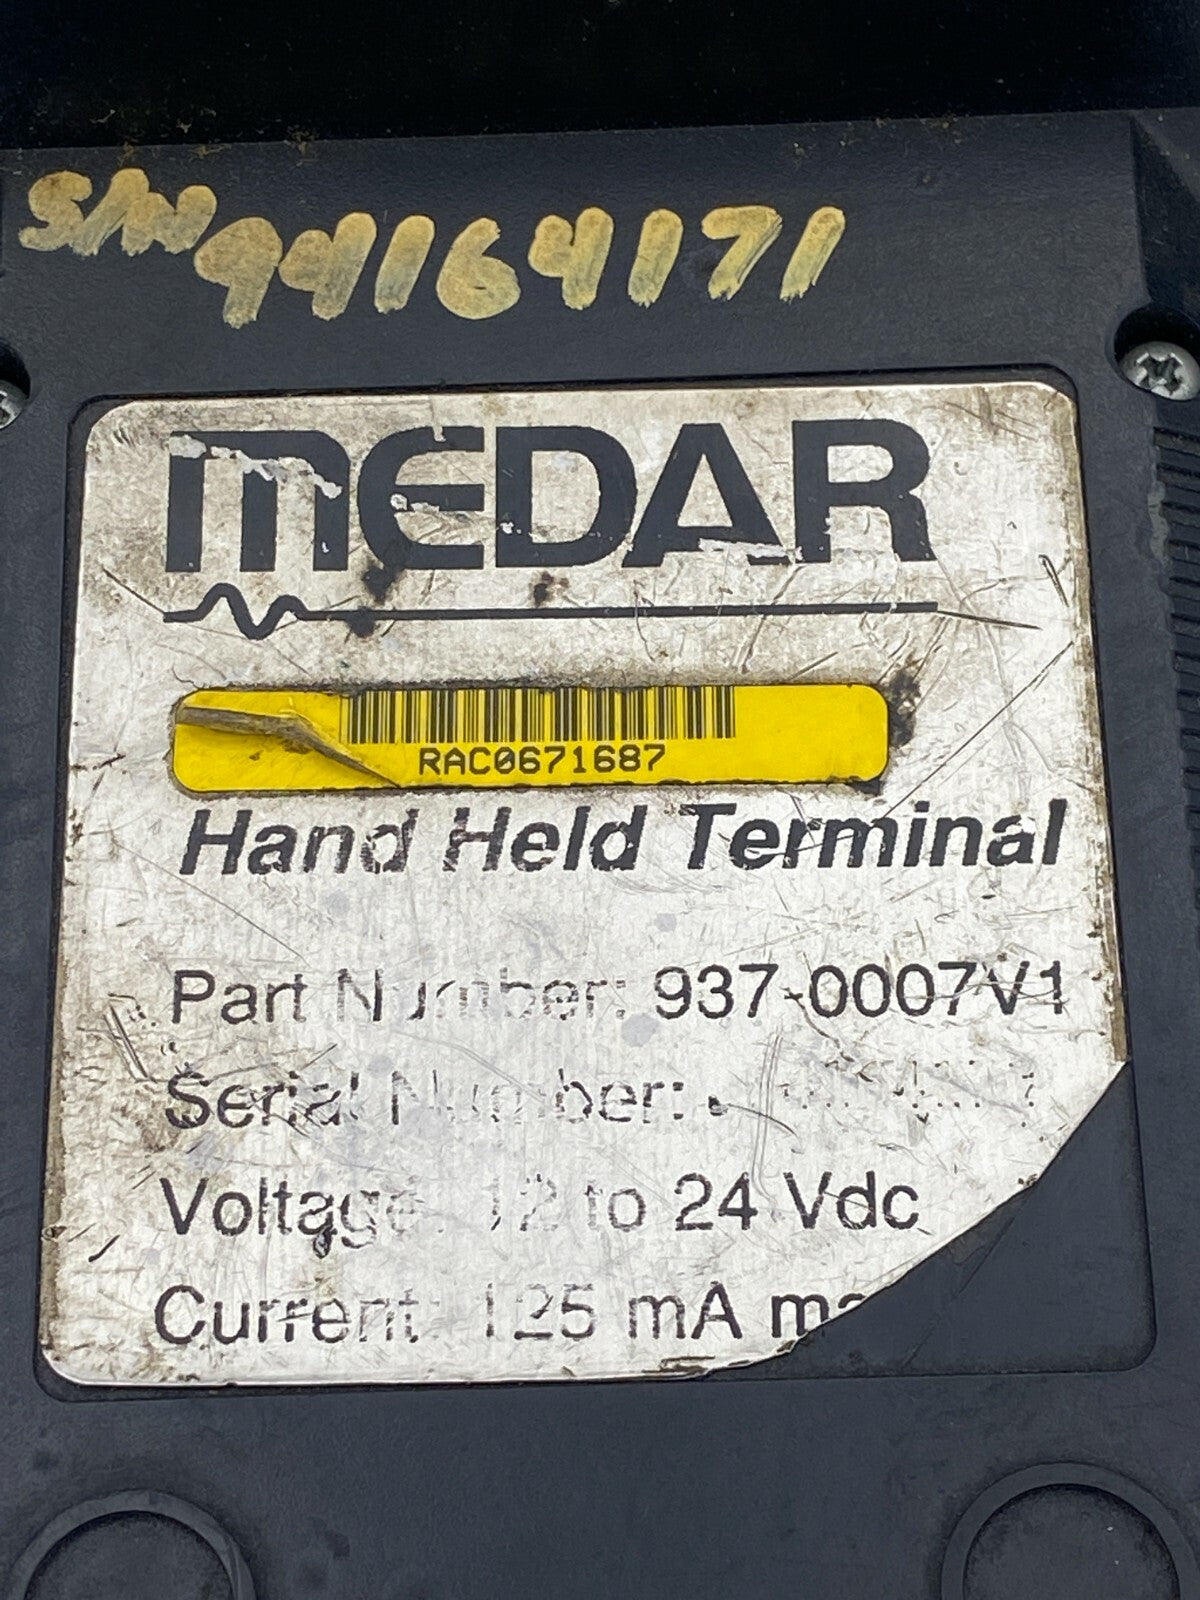 S/N 94164171
MEDAR
RAC0671687
Hand Held Terminal
Part Number: 937-0007V1
Serial Number:
Voltage: 12 to 24 Vdc
Current: 125 mA